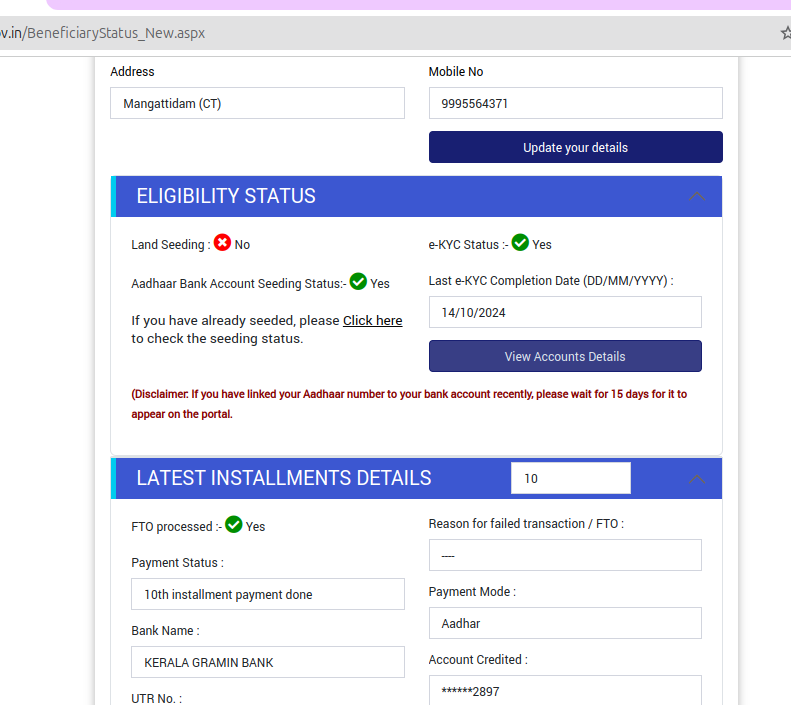 v.in/BeneficiaryStatus_New.aspx
Address
Mobile No
Mangattidam (CT)
9995564371
Update your details
ELIGIBILITY STATUS
Land Seeding : No
e-KYC Status :- Yes
Aadhaar Bank Account Seeding Status:- Yes
Last e-KYC Completion Date (DD/MM/YYYY) :
14/10/2024
If you have already seeded, please Click here
to check the seeding status.
View Accounts Details
(Disclaimer: If you have linked your Aadhaar number to your bank account recently, please wait for 15 days for it to
appear on the portal.
LATEST INSTALLMENTS DETAILS
10
FTO processed :- Yes
Reason for failed transaction / FTO :
----
Payment Status :
10th installment payment done
Payment Mode :
Aadhar
Bank Name :
KERALA GRAMIN BANK
Account Credited :
******2897
UTR No. :